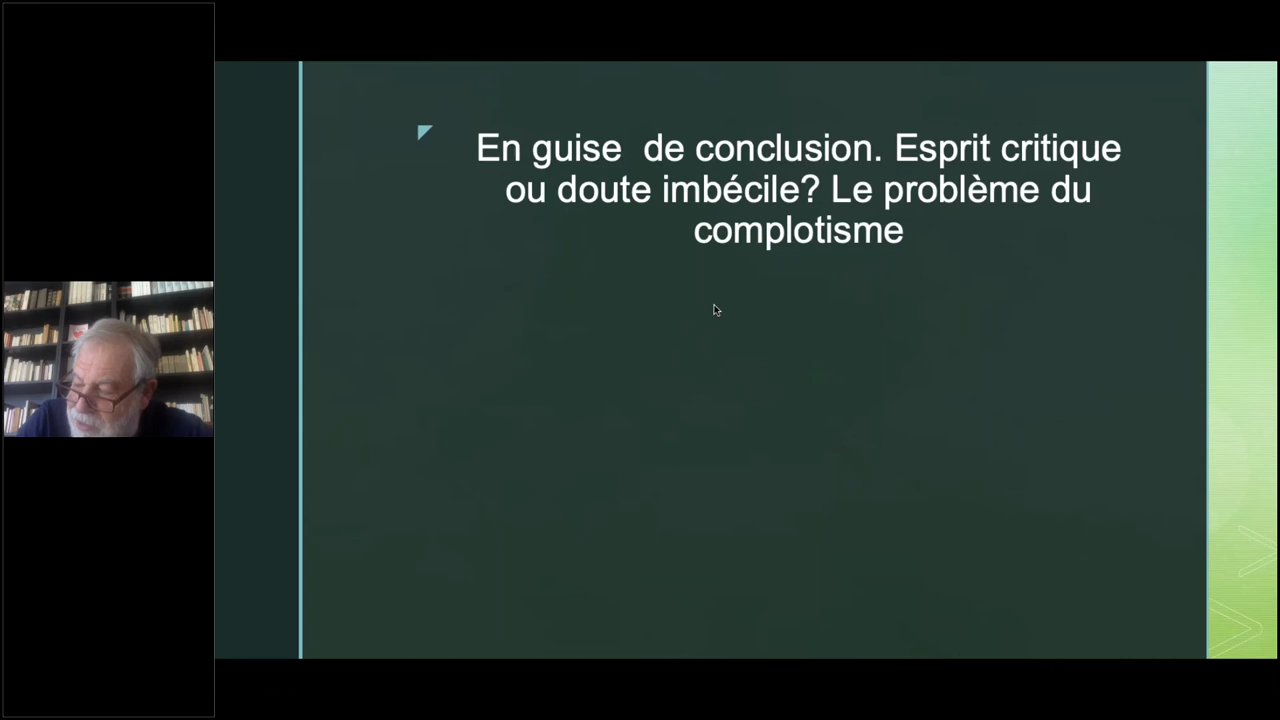 En guise  de conclusion. Esprit critique
ou doute imbécile? Le problème du
complotisme